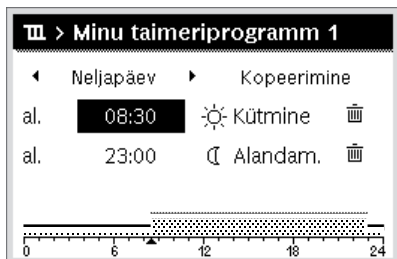 > Minu taimeriprogramm 1
Neljapäev Kopeerimine
al. 08:30 Kütmine
al. 23:00 Alandam.
0 6 12 18 24